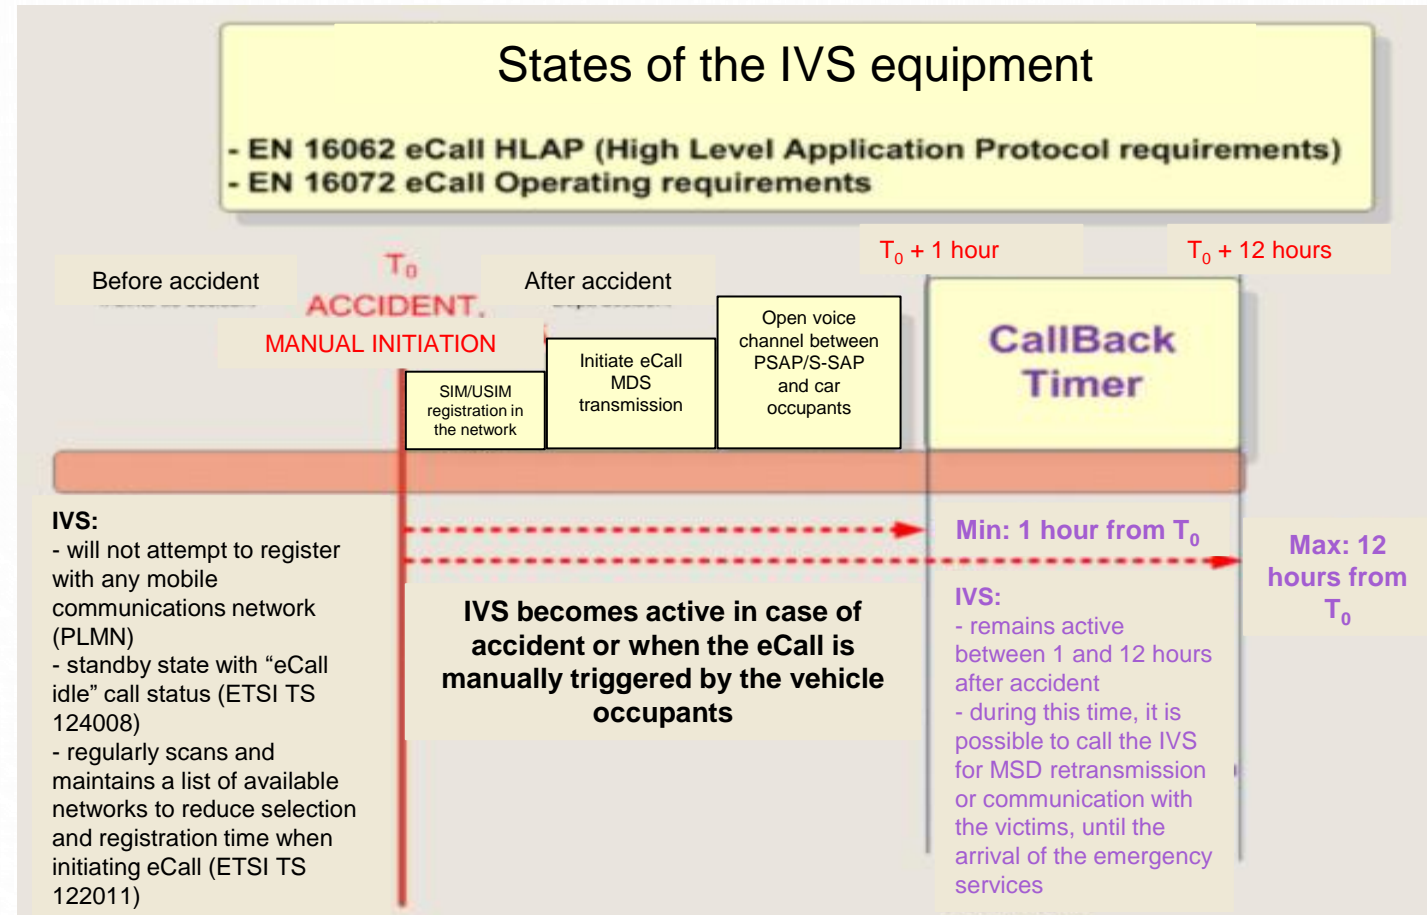 States of the IVS equipment
- EN 16062 eCall HLAP (High Level Application Protocol requirements)
- EN 16072 eCall Operating requirements
T0 + 1 hour
T0 + 12 hours
Before accident
T0
After accident
ACCIDENT,
MANUAL INITIATION
SIM/USIM
registration in
the network
Initiate eCall
MDS
transmission
Open voice
channel between
PSAP/S-SAP
and car
occupants
CallBack
Timer
IVS:
- will not attempt to register
with any mobile
communications network
(PLMN)
- standby state with “eCall
idle” call status (ETSI TS
124008)
- regularly scans and
maintains a list of available
networks to reduce selection
and registration time when
initiating eCall (ETSI TS
122011)
IVS becomes active in case of
accident or when the eCall is
manually triggered by the vehicle
occupants
Min: 1 hour from T0
IVS:
- remains active
between 1 and 12 hours
after accident
- during this time, it is
possible to call the IVS
for MSD retransmission
or communication with
the victims, until the
arrival of the emergency
services
Max: 12
hours from
T0